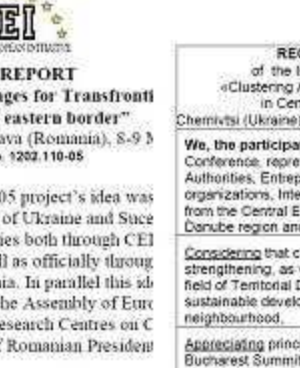 CEI
REPORT
ges for Transfronti
eastern border"
ava (Romania), 8-9
1202.110-05
05 project's idea was
of Ukraine and Suce
ies both through CEI
ll as officially throug
ia. In parallel this id
he Assembly of Euro
esearch Centres on C
f Romanian President
REC
of the I
«Clustering A
in Cen
Chernivtsi (Ukraine)
We, the participa
Conference, repre
Authorities, Entrep
organizations, Inte
from the Central E
Danube region and
Considering that c
strengthening, as
field of Territorial D
sustainable develo
neighbourhood,
Appreciating princ
Bucharest Summit